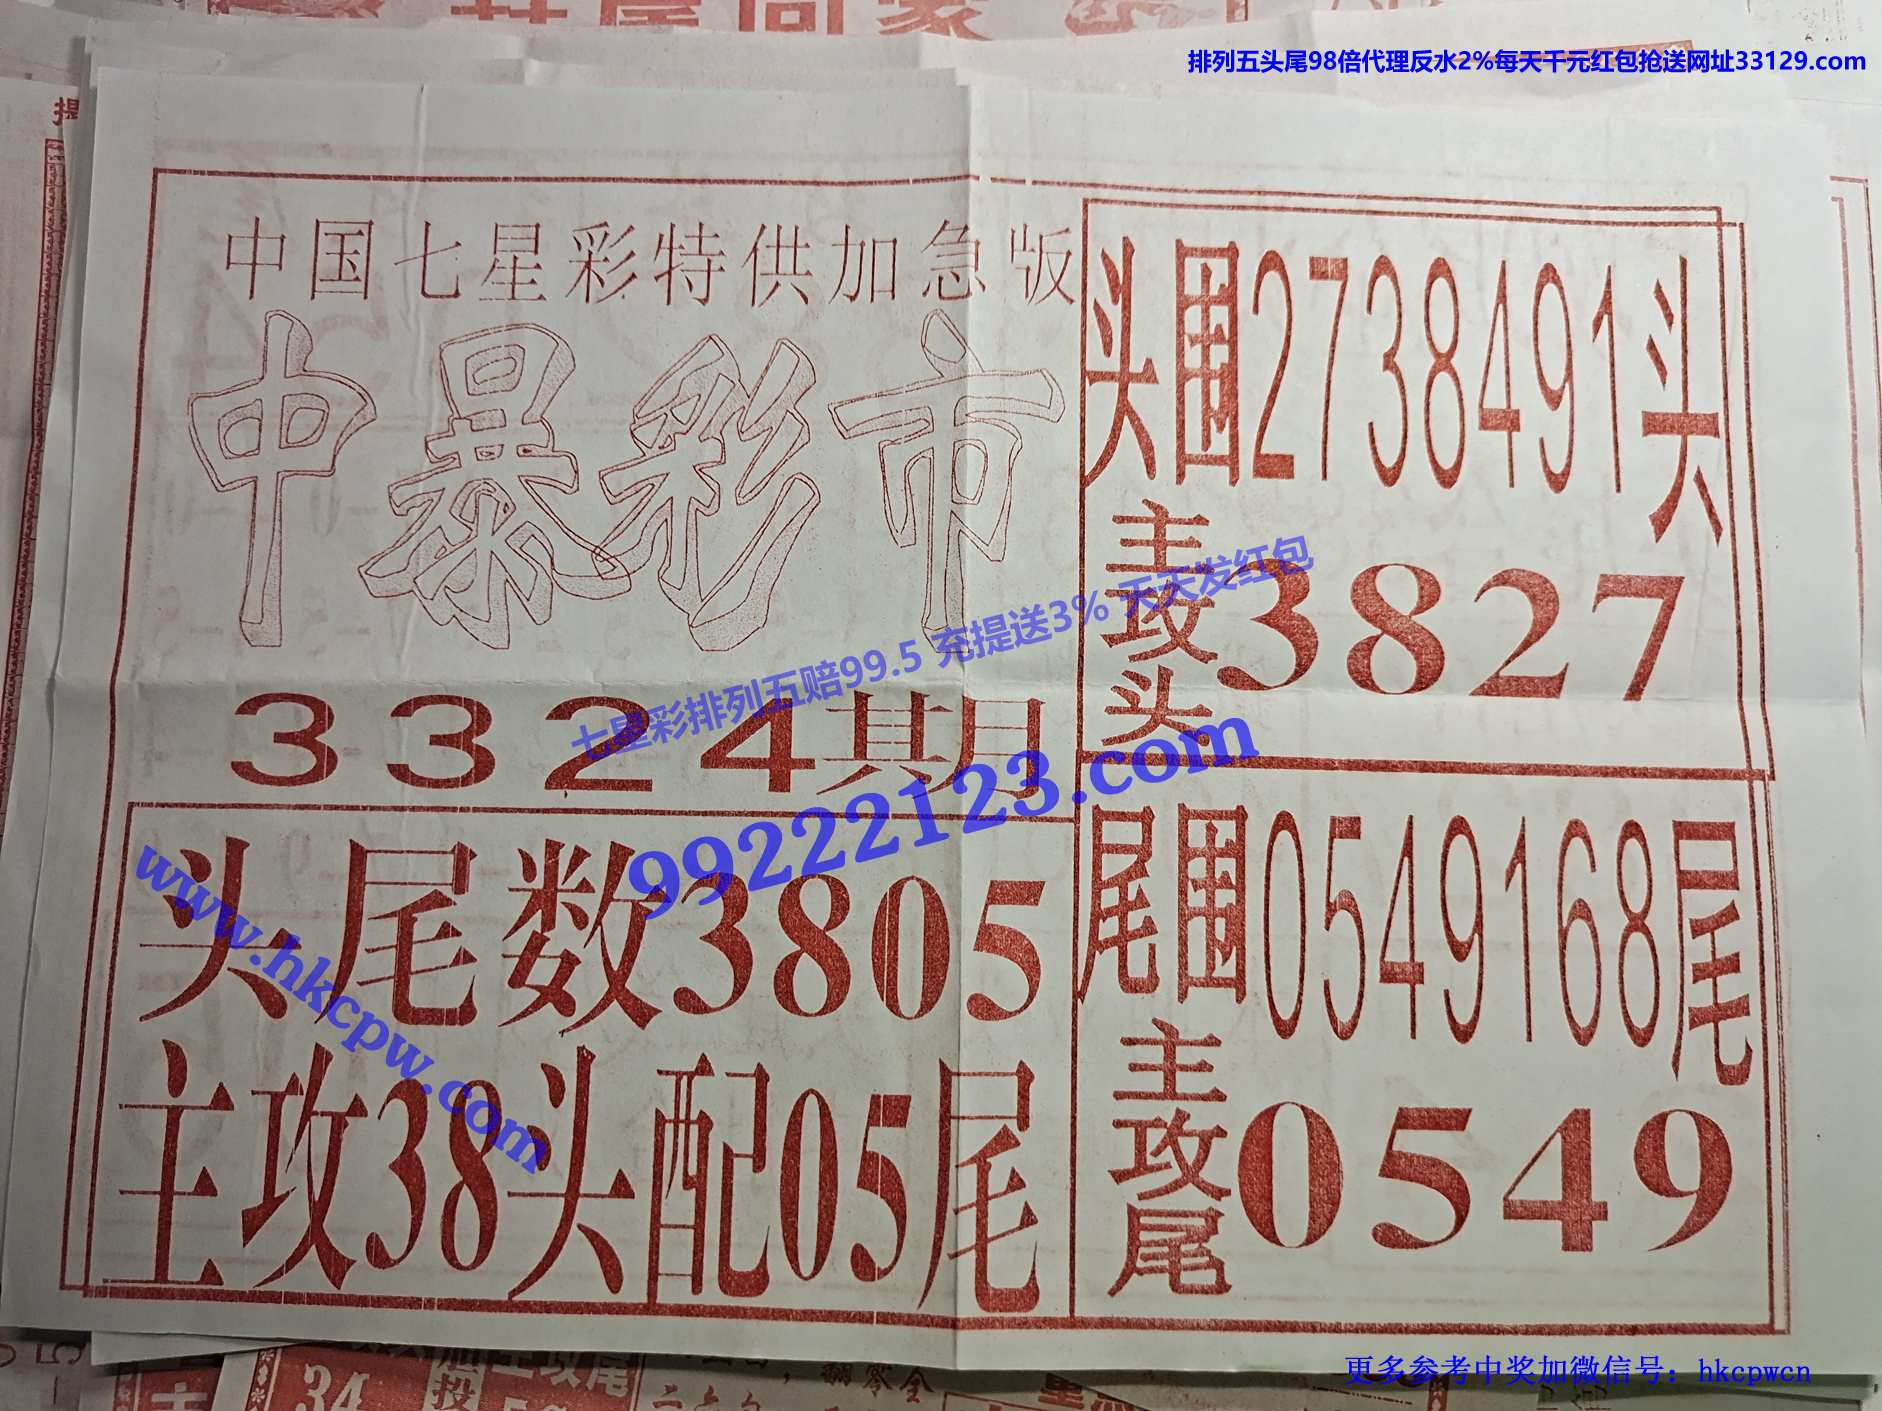 排列五头尾98倍代理反水2%每天千元红包抢送网址33129.com
中国七星彩特供加急版
中暴彩市
3324期
头尾数3805
主攻38头配05尾
头围2738491头
主攻头3827
尾围0549168尾
主攻尾0549
七星彩排列五赔99.5 充提送3% 天天发红包
99222123.com
www.hkcpw.com
34
更多参考中奖加微信号：hkcpwcn